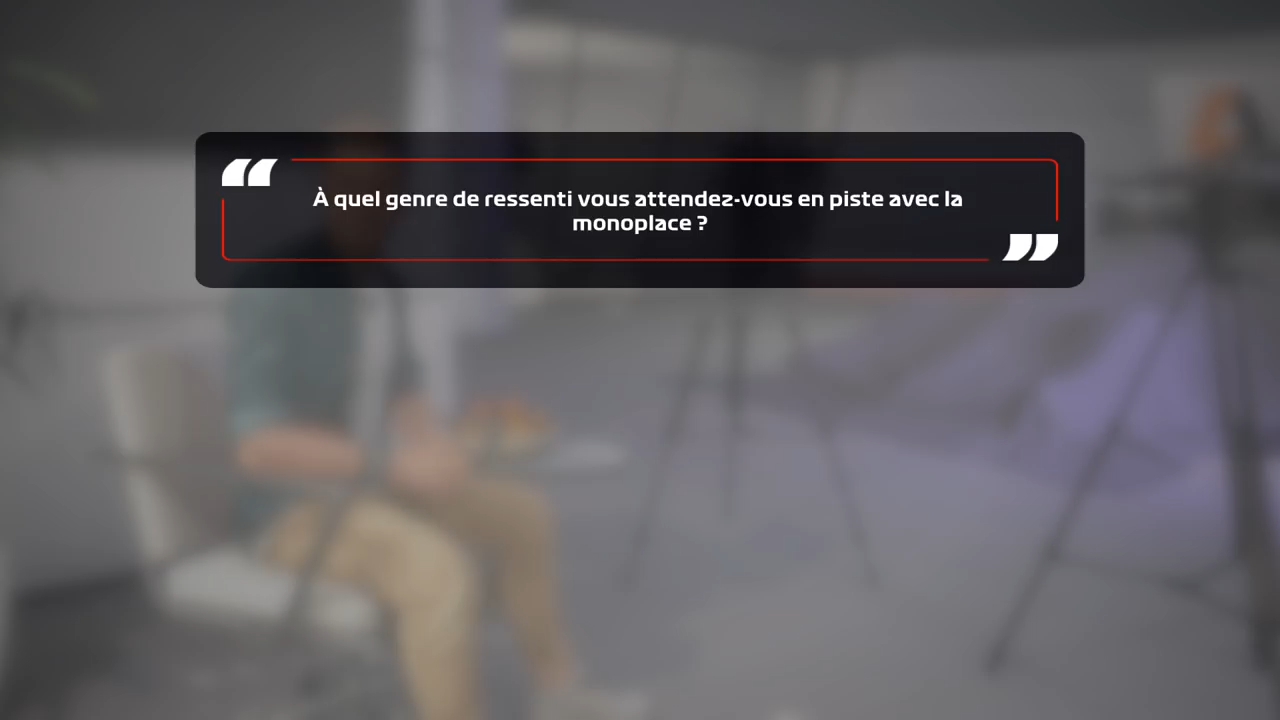 À quel genre de ressenti vous attendez-vous en piste avec la
monoplace ?